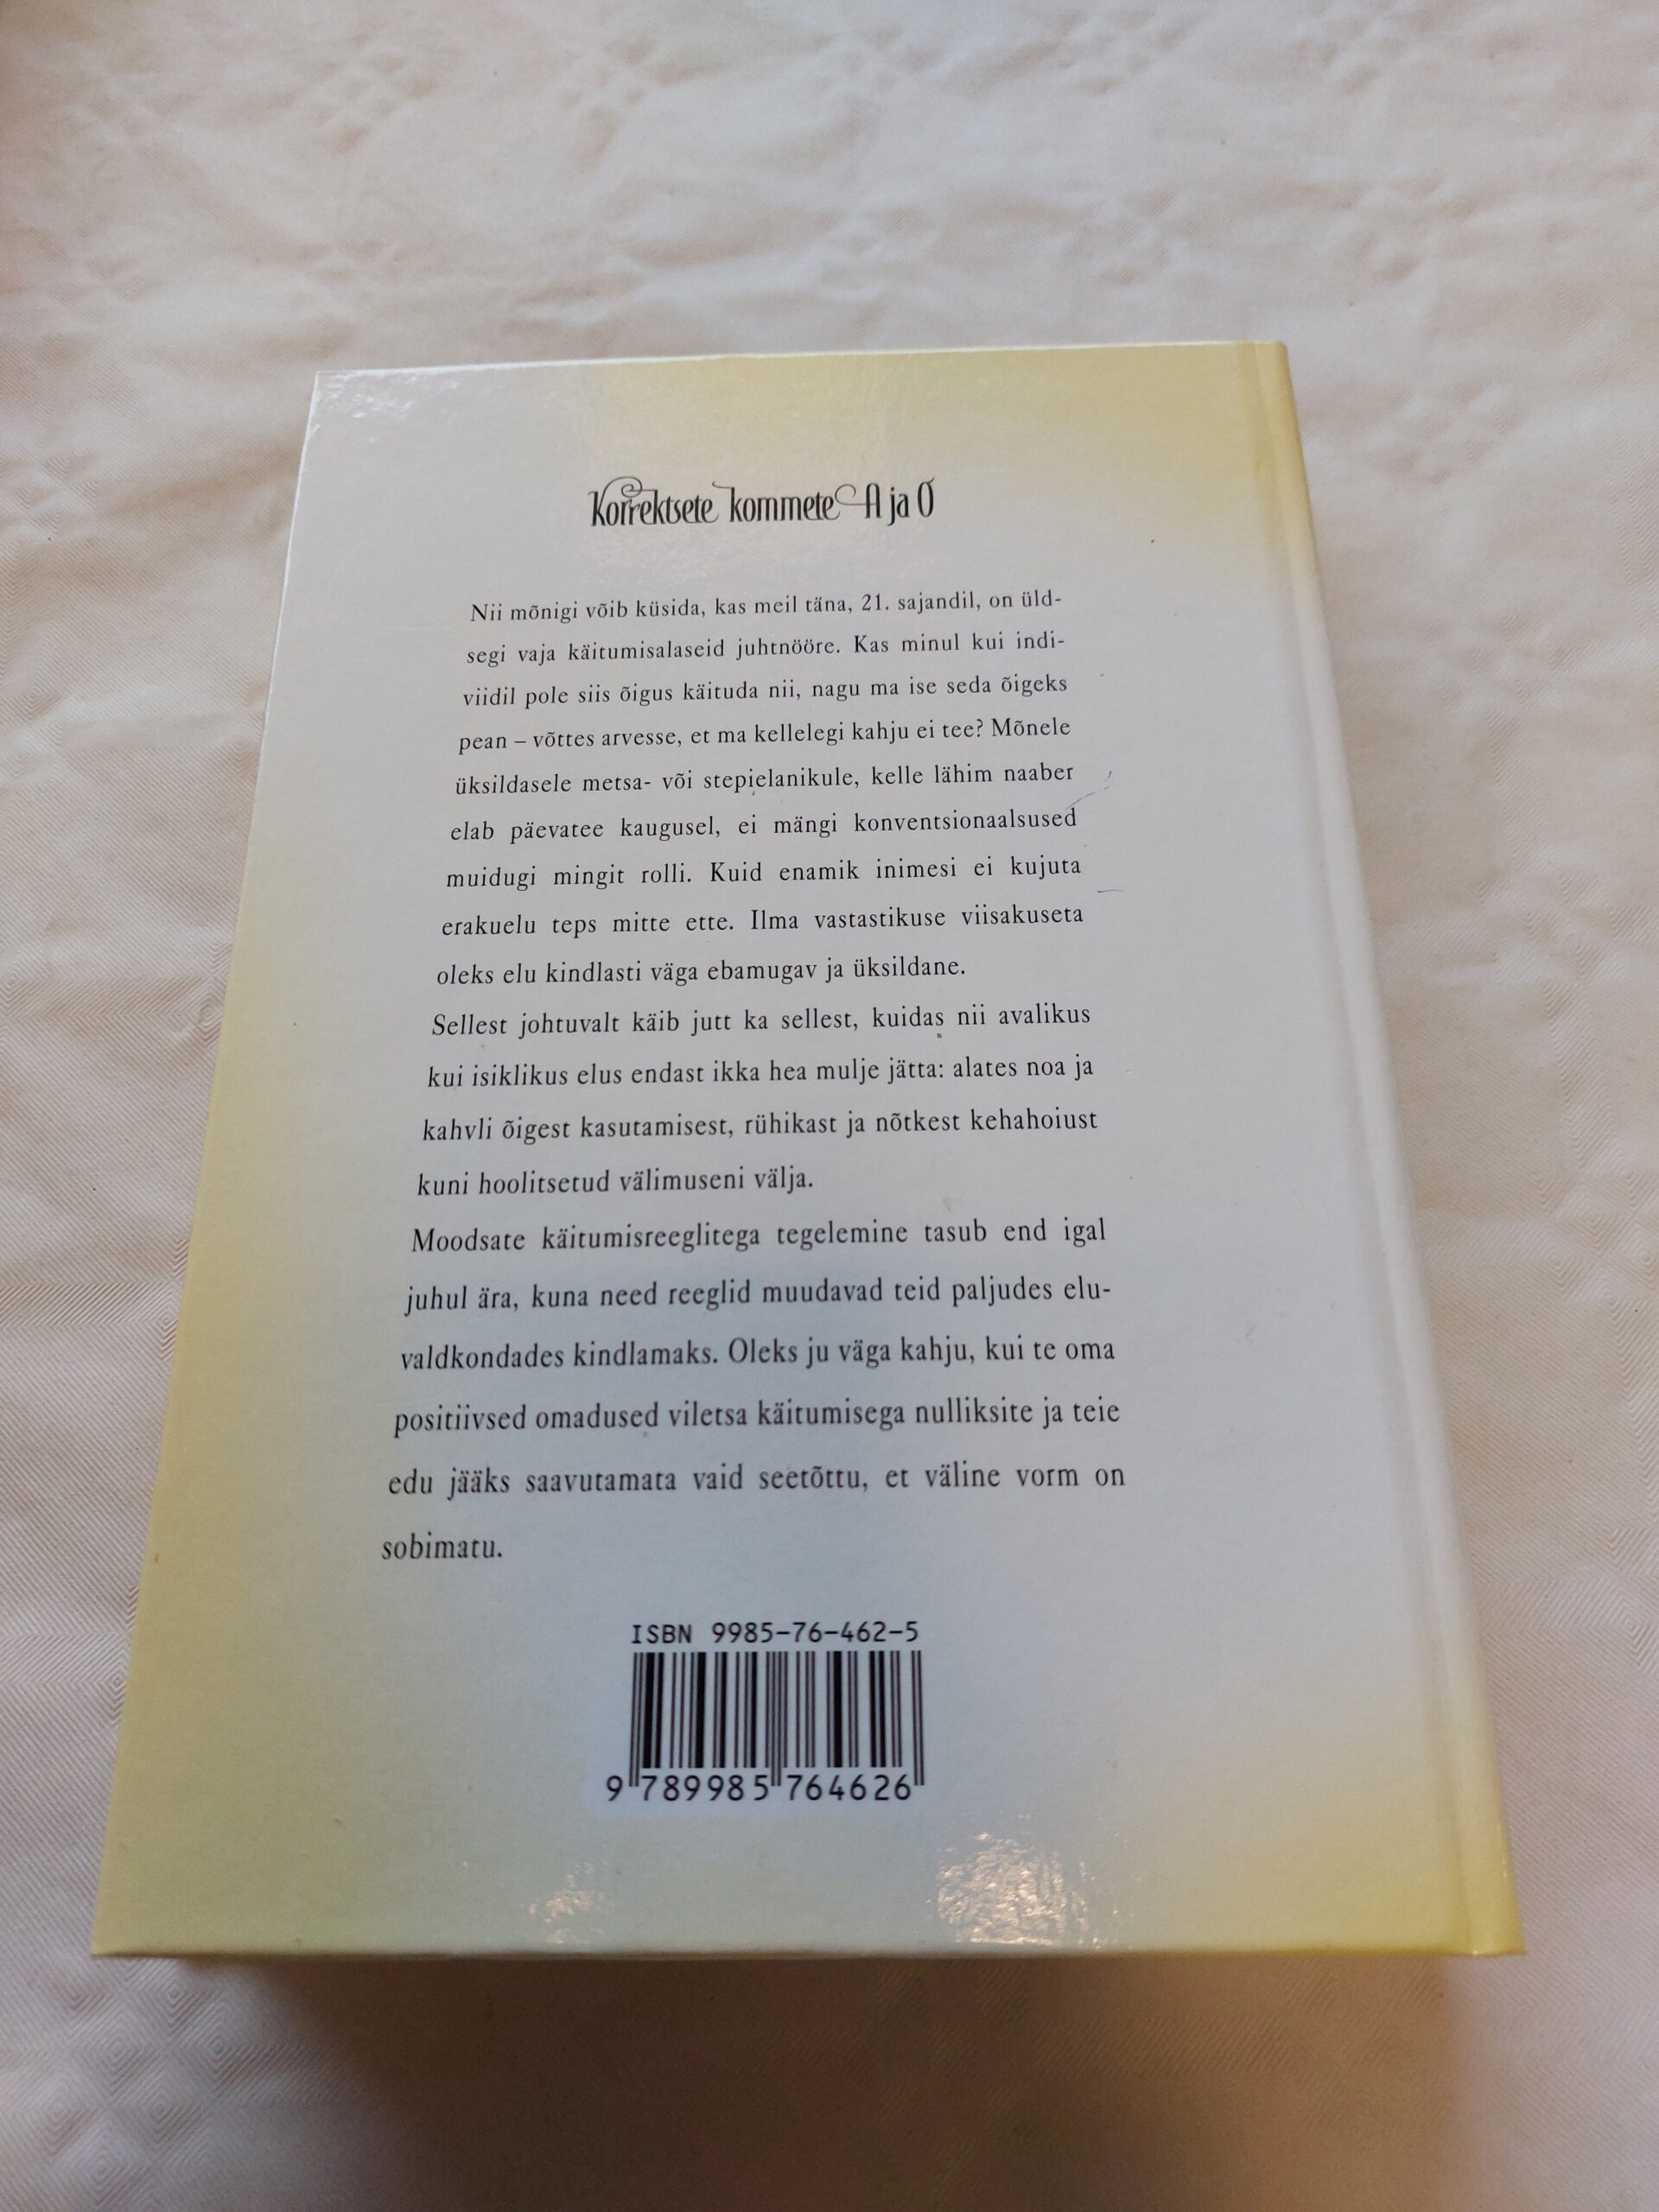 Korrektsete kommete A ja O
Nii mõnigi võib küsida, kas meil täna, 21. sajandil, on üld-
segi vaja käitumisalaseid juhtnööre. Kas minul kui indi-
viidil pole siis õigus käituda nii, nagu ma ise seda õigeks
pean – võttes arvesse, et ma kellelegi kahju ei tee? Mõnele
üksildasele metsa- või stepielanikule, kelle lähim naaber
elab päevatee kaugusel, ei mängi konventsionaalsused
muidugi mingit rolli. Kuid enamik inimesi ei kujuta
erakuelu teps mitte ette. Ilma vastastikuse viisakuseta
oleks elu kindlasti väga ebamugav ja üksildane.
Sellest johtuvalt käib jutt ka sellest, kuidas nii avalikus
kui isiklikus elus endast ikka hea mulje jätta: alates noa ja
kahvli õigest kasutamisest, rühikast ja nõtkest kehahoiust
kuni hoolitsetud välimuseni välja.
Moodsate käitumisreeglitega tegelemine tasub end igal
juhul ära, kuna need reeglid muudavad teid paljudes elu-
valdkondades kindlamaks. Oleks ju väga kahju, kui te oma
positiivsed omadused viletsa käitumisega nulliksite ja teie
edu jääks saavutamata vaid seetõttu, et väline vorm on
sobimatu.
ISBN 9985-76-462-5
9 789985 764626